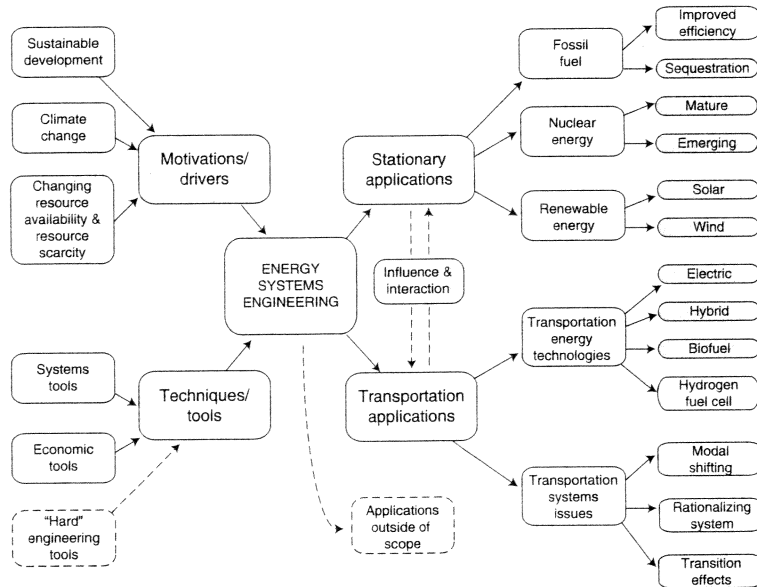 Sustainable
development
Climate
change
Changing
resource
availability &
resource
scarcity
Motivations/
drivers
Systems
tools
Economic
tools
"Hard"
engineering
tools
Techniques/
tools
ENERGY
SYSTEMS
ENGINEERING
Stationary
applications
Influence &
interaction
Transportation
applications
Applications
outside of
scope
Fossil
fuel
Improved
efficiency
Sequestration
Nuclear
energy
Mature
Emerging
Renewable
energy
Solar
Wind
Transportation
energy
technologies
Electric
Hybrid
Biofuel
Hydrogen
fuel cell
Transportation
systems
issues
Modal
shifting
Rationalizing
system
Transition
effects